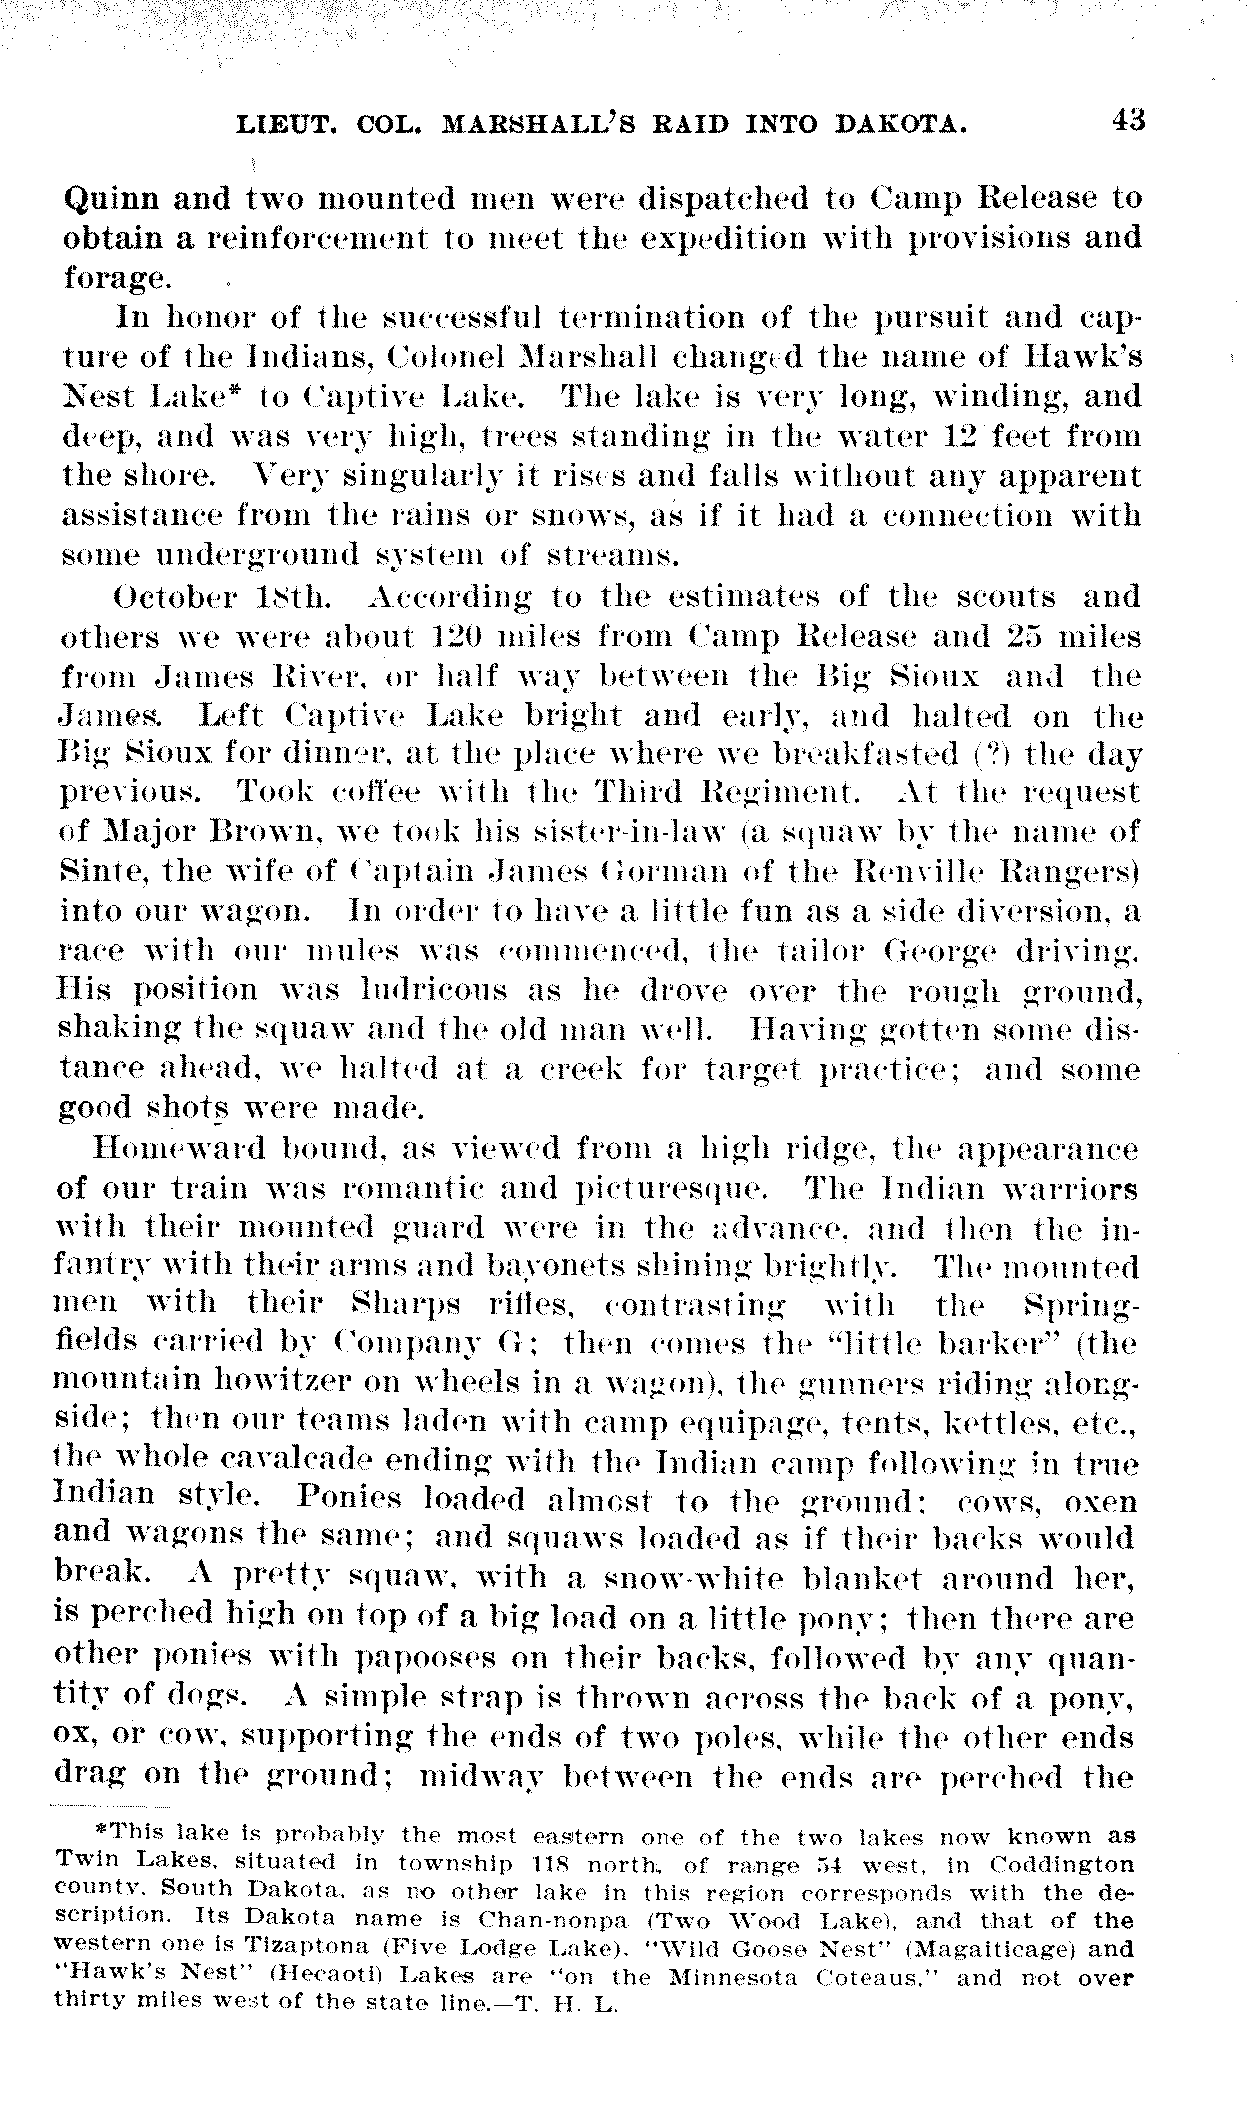 LIEUT. COL. MARSHALL'S RAID INTO DAKOTA. 43
Quinn and two mounted men were dispatched to Camp Release to
obtain a reinforcement to meet the expedition with provisions and
forage.
In honor of the successful termination of the pursuit and cap-
ture of the Indians, Colonel Marshall changed the name of Hawk's
Nest Lake* to Captive Lake. The lake is very long, winding, and
deep, and was very high, trees standing in the water 12 feet from
the shore. Very singularly it rises and falls without any apparent
assistance from the rains or snows, as if it had a connection with
some underground system of streams.
October 18th. According to the estimates of the scouts and
others we were about 120 miles from Camp Release and 25 miles
from James River, or half way between the Big Sioux and the
James. Left Captive Lake bright and early, and halted on the
Big Sioux for dinner, at the place where we breakfasted (?) the day
previous. Took coffee with the Third Regiment. At the request
of Major Brown, we took his sister-in-law (a squaw by the name of
Sinte, the wife of Captain James Gorman of the Renville Rangers)
into our wagon. In order to have a little fun as a side diversion, a
race with our mules was commenced, the tailor George driving.
His position was ludricous as he drove over the rough ground,
shaking the squaw and the old man well. Having gotten some dis-
tance ahead, we halted at a creek for target practice; and some
good shots were made.
Homeward bound, as viewed from a high ridge, the appearance
of our train was romantic and picturesque. The Indian warriors
with their mounted guard were in the advance, and then the in-
fantry with their arms and bayonets shining brightly. The mounted
men with their Sharps rifles, contrasting with the Spring-
fields carried by Company G; then comes the "little barker" (the
mountain howitzer on wheels in a wagon), the gunners riding along-
side; then our teams laden with camp equipage, tents, kettles, etc.,
the whole cavalcade ending with the Indian camp following in true
Indian style. Ponies loaded almost to the ground; cows, oxen
and wagons the same; and squaws loaded as if their backs would
break. A pretty squaw, with a snow-white blanket around her,
is perched high on top of a big load on a little pony; then there are
other ponies with papooses on their backs, followed by any quan-
tity of dogs. A simple strap is thrown across the back of a pony,
ox, or cow, supporting the ends of two poles, while the other ends
drag on the ground; midway between the ends are perched the
*This lake is probably the most eastern one of the two lakes now known as
Twin Lakes, situated in township 118 north, of range 54 west, in Coddington
county, South Dakota, as no other lake in this region corresponds with the de-
scription. Its Dakota name is Chan-nonpa (Two Wood Lake), and that of the
western one is Tizaptona (Five Lodge Lake). "Wild Goose Nest" (Magaiticage) and
"Hawk's Nest" (Hecaoti) Lakes are "on the Minnesota Coteaus," and not over
thirty miles west of the state line.—T. H. L.